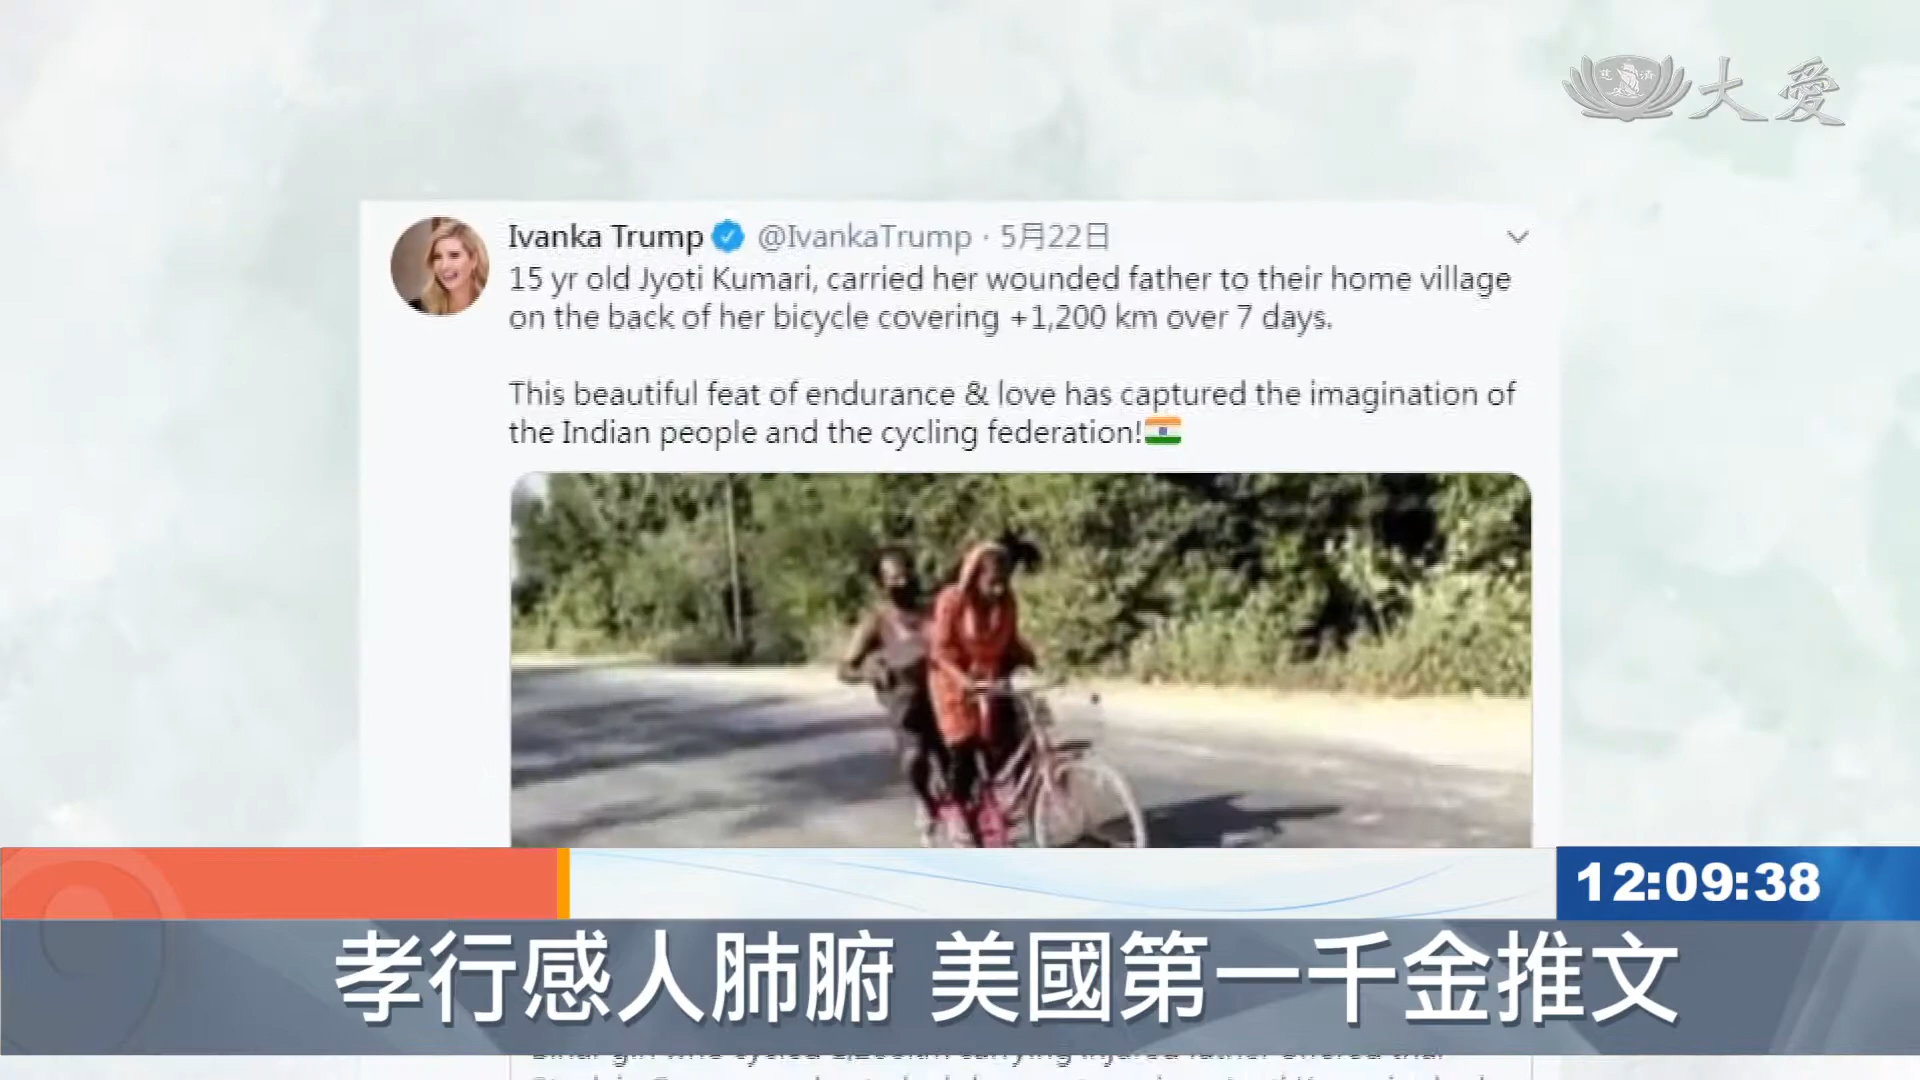 慈濟
大愛
Ivanka Trump @IvankaTrump · 5月22日
15 yr old Jyoti Kumari, carried her wounded father to their home village
on the back of her bicycle covering +1,200 km over 7 days.
This beautiful feat of endurance & love has captured the imagination of
the Indian people and the cycling federation!🇮🇳
12:09:38
孝行感人肺腑 美國第一千金推文